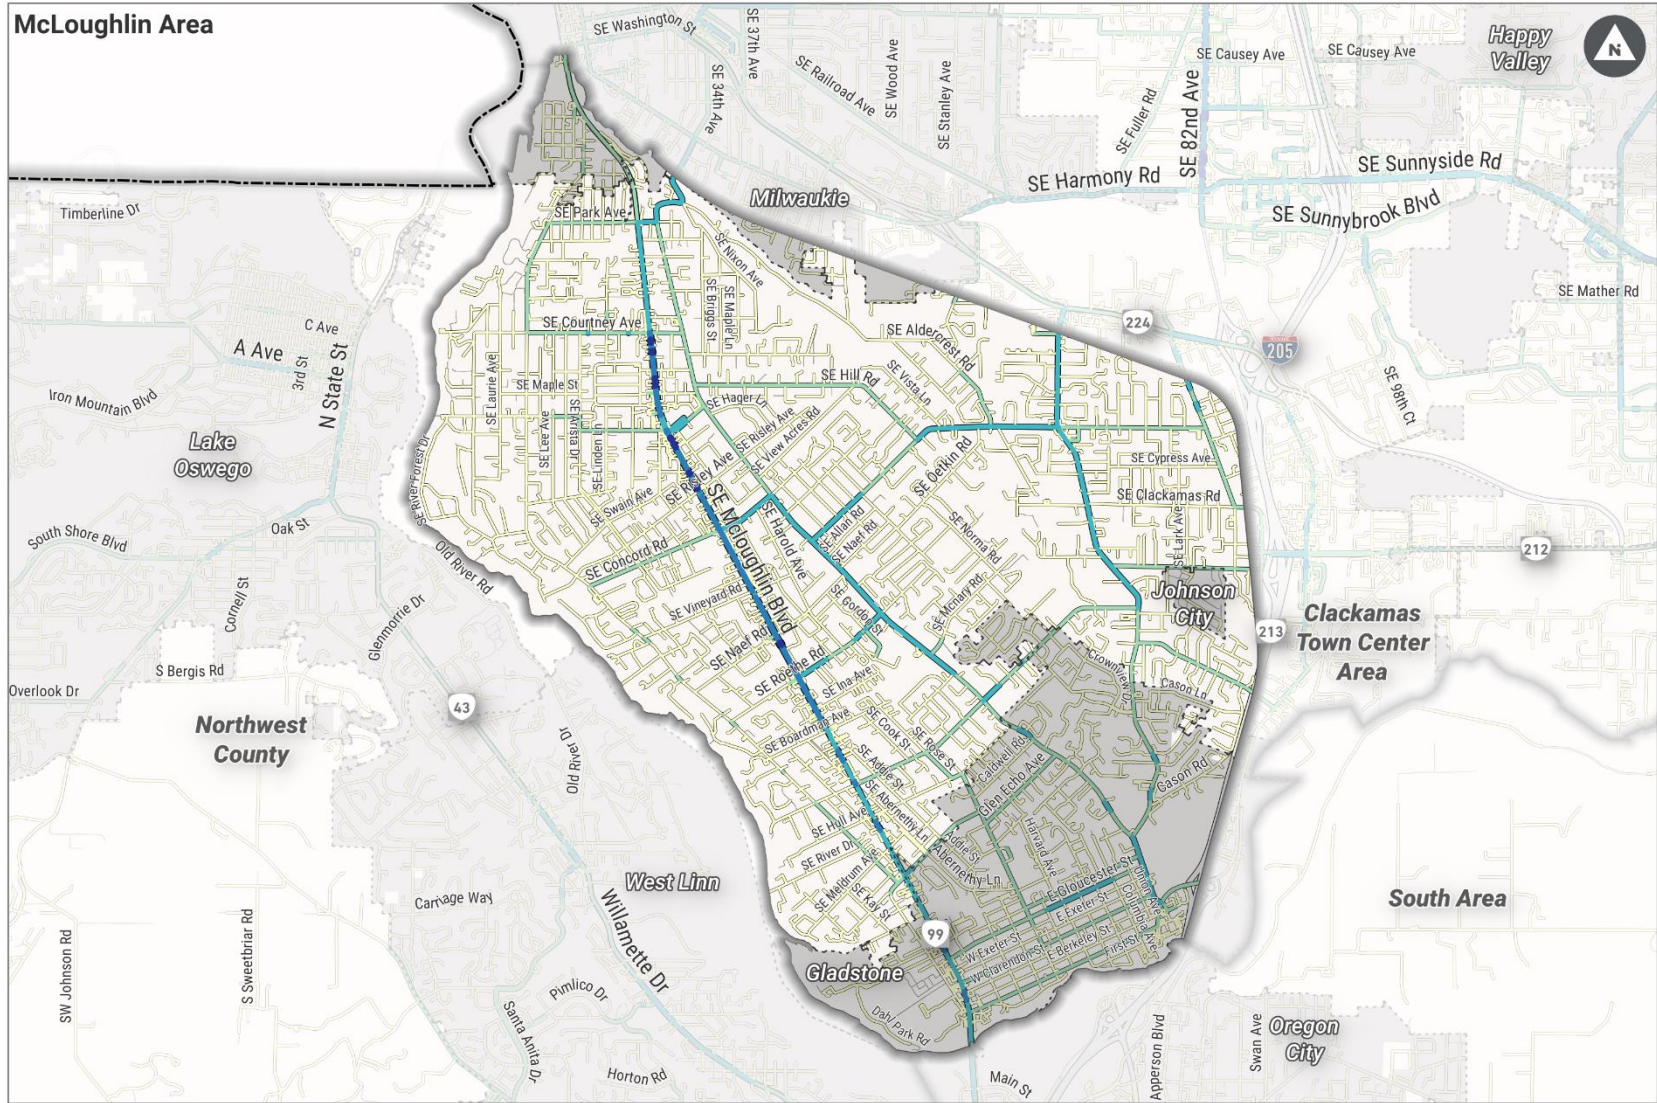 McLoughlin Area
SE Washington St
SE 37th Ave
SE 34th Ave
SE Railroad Ave
SE Wood Ave
SE Stanley Ave
SE Causey Ave
SE Causey Ave
Happy
Valley
N
SE Fuller Rd
SE 82nd Ave
SE Harmony Rd
SE Sunnyside Rd
SE Sunnybrook Blvd
Milwaukie
Timberline Dr
SE Park Ave
SE Nixon Ave
SE Briggs St
SE Maple Ln
SE Mather Rd
C Ave
A Ave
3rd St
N State St
Iron Mountain Blvd
SE Courtney Ave
SE Aldercrest Rd
224
INTERSTATE
205
SE 98th Ct
SE Laurie Ave
SE Maple St
SE Hill Rd
SE Vista Ln
SE Hager Ln
SE Lee Ave
SE Arista Dr
SE Linden Ln
SE Risley Ave
SE View Acres Rd
SE Risley Ave
Lake
Oswego
SE River Forest Dr
SE Cypress Ave
SE Oetkin Rd
SE Clackamas Rd
SE Swain Ave
SE Mcloughlin Blvd
SE Harold Ave
SE Allan Rd
SE Naef Rd
SE Norma Rd
SE Lark Ave
South Shore Blvd
Oak St
Old River Rd
SE Concord Rd
212
Cornell St
Glenmorrie Dr
SE Vineyard Rd
SE Gordon St
SE Mcnary Rd
Johnson
City
213
Clackamas
Town Center
Area
S Bergis Rd
Overlook Dr
SE Naef Rd
SE Roethe Rd
SE Ina Ave
Crownview Dr
Cason Ln
43
Northwest
County
Old River Dr
SE Boardman Ave
SE Cook St
SE Rose St
Caldwell Rd
SE Addie St
Glen Echo Ave
Cason Rd
SE Abernethy Ln
SE Hull Ave
Harvard Ave
Addie St
Abernethy Ln
SE River Dr
SE Meldrum Ave
SE Kay St
E Gloucester St
E Exeter St
Union Ave
Columbia Ave
West Linn
Willamette Dr
Carriage Way
South Area
SW Johnson Rd
S Sweetbriar Rd
99
W Exeter St
E Berkeley St
W Clarendon St
First St
Gladstone
Dahl Park Rd
Pimlico Dr
Santa Anita Dr
Horton Rd
Main St
Apperson Blvd
Swan Ave
Oregon
City